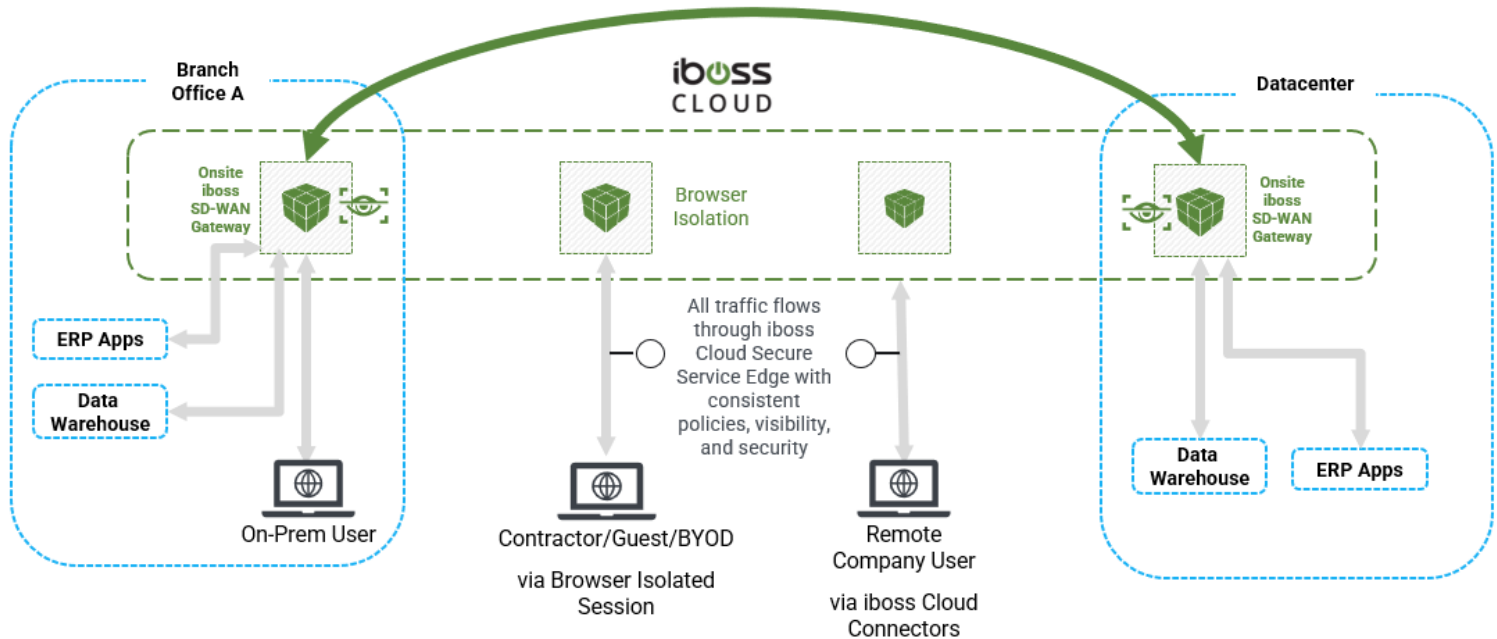 Branch
Office A
iboss
CLOUD
Datacenter
Onsite
iboss
SD-WAN
Gateway
Browser
Isolation
Onsite
iboss
SD-WAN
Gateway
ERP Apps
Data
Warehouse
All traffic flows
through iboss
Cloud Secure
Service Edge with
consistent
policies, visibility,
and security
Data
Warehouse
ERP Apps
On-Prem User
Contractor/Guest/BYOD
via Browser Isolated
Session
Remote
Company User
via iboss Cloud
Connectors